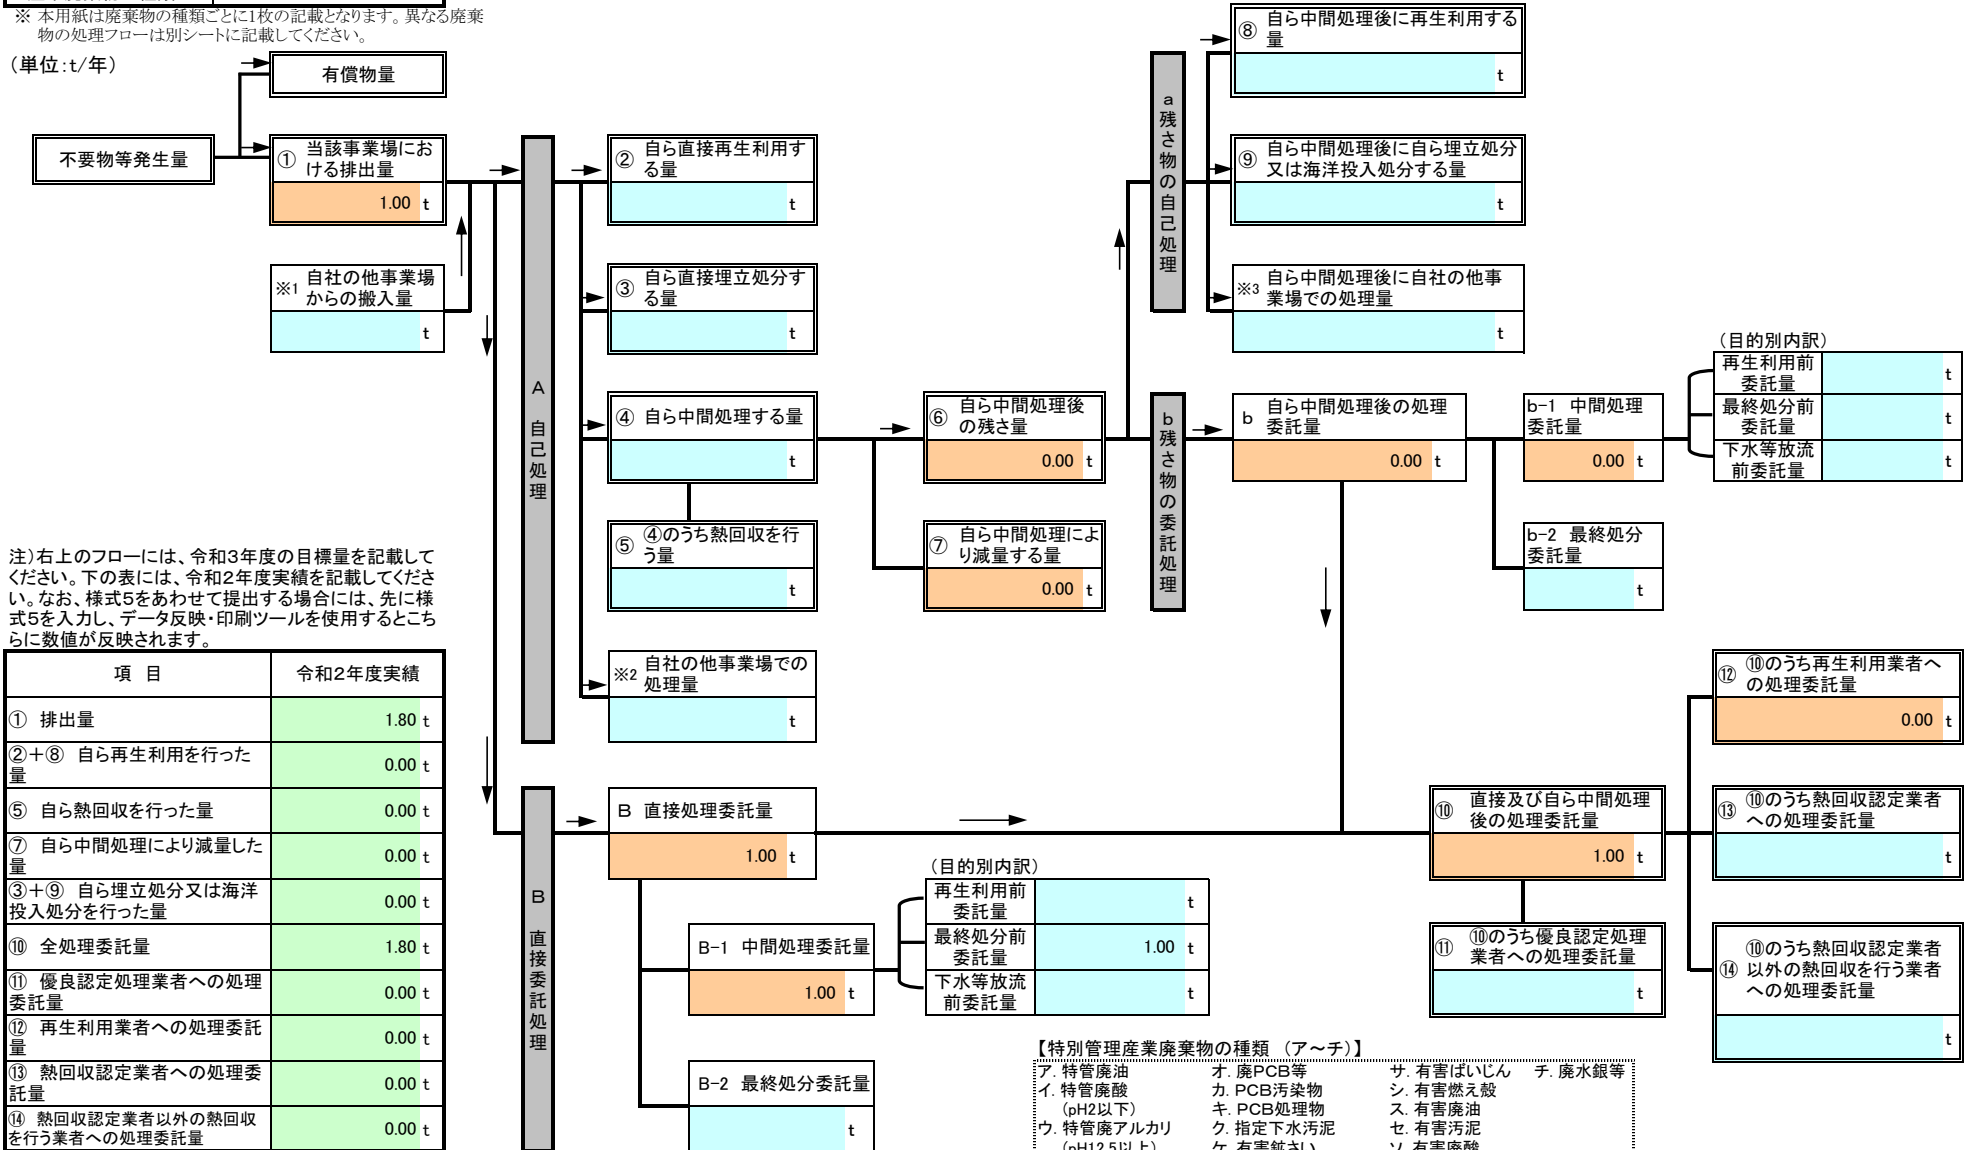 ※ 本用紙は廃棄物の種類ごとに1枚の記載となります。異なる廃棄
物の処理フローは別シートに記載してください。
（単位：t/年）
有償物量
不要物等発生量
① 当該事業場にお
ける排出量
1.00 t
※1 自社の他事業場
からの搬入量
t
A 自己処理
② 自ら直接再生利用す
る量
t
③ 自ら直接埋立処分す
る量
t
④ 自ら中間処理する量
t
⑤ ④のうち熱回収を行
う量
t
※2 自社の他事業場での
処理量
t
⑥ 自ら中間処理後
の残さ量
0.00 t
⑦ 自ら中間処理によ
り減量する量
0.00 t
a残さ物の自己処理
⑧ 自ら中間処理後に再生利用する
量
t
⑨ 自ら中間処理後に自ら埋立処分
又は海洋投入処分する量
t
※3 自ら中間処理後に自社の他事
業場での処理量
t
b残さ物の委託処理
b 自ら中間処理後の処理
委託量
0.00 t
b-1 中間処理
委託量
0.00 t
（目的別内訳）
再生利用前
委託量
t
最終処分前
委託量
t
下水等放流
前委託量
t
b-2 最終処分
委託量
t
注）右上のフローには、令和3年度の目標量を記載して
ください。下の表には、令和2年度実績を記載してくださ
い。なお、様式5をあわせて提出する場合には、先に様
式5を入力し、データ反映・印刷ツールを使用するとこち
らに数値が反映されます。
項 目 令和2年度実績
① 排出量 1.80 t
②＋⑧ 自ら再生利用を行った
量 0.00 t
⑤ 自ら熱回収を行った量 0.00 t
⑦ 自ら中間処理により減量した
量 0.00 t
③＋⑨ 自ら埋立処分又は海洋
投入処分を行った量 0.00 t
⑩ 全処理委託量 1.80 t
⑪ 優良認定処理業者への処理
委託量 0.00 t
⑫ 再生利用業者への処理委託
量 0.00 t
⑬ 熱回収認定業者への処理委
託量 0.00 t
⑭ 熱回収認定業者以外の熱回収
を行う業者への処理委託量 0.00 t
B 直接委託処理
B 直接処理委託量
1.00 t
B-1 中間処理委託量
1.00 t
（目的別内訳）
再生利用前
委託量
t
最終処分前
委託量
1.00 t
下水等放流
前委託量
t
B-2 最終処分委託量
t
⑩ 直接及び自ら中間処理
後の処理委託量
1.00 t
⑪ ⑩のうち優良認定処理
業者への処理委託量
t
⑫ ⑩のうち再生利用業者へ
の処理委託量
0.00 t
⑬ ⑩のうち熱回収認定業者
への処理委託量
t
⑭ ⑩のうち熱回収認定業者
以外の熱回収を行う業者
への処理委託量
t
【特別管理産業廃棄物の種類 （ア～チ）】
ア. 特管廃油 オ. 廃PCB等 サ. 有害ばいじん チ. 廃水銀等
イ. 特管廃酸 カ. PCB汚染物 シ. 有害燃え殻
（pH2以下） キ. PCB処理物 ス. 有害廃油
ウ. 特管廃アルカリ ク. 指定下水汚泥 セ. 有害汚泥
（pH12.5以上） ケ. 有害鉱さい ソ. 有害廃酸